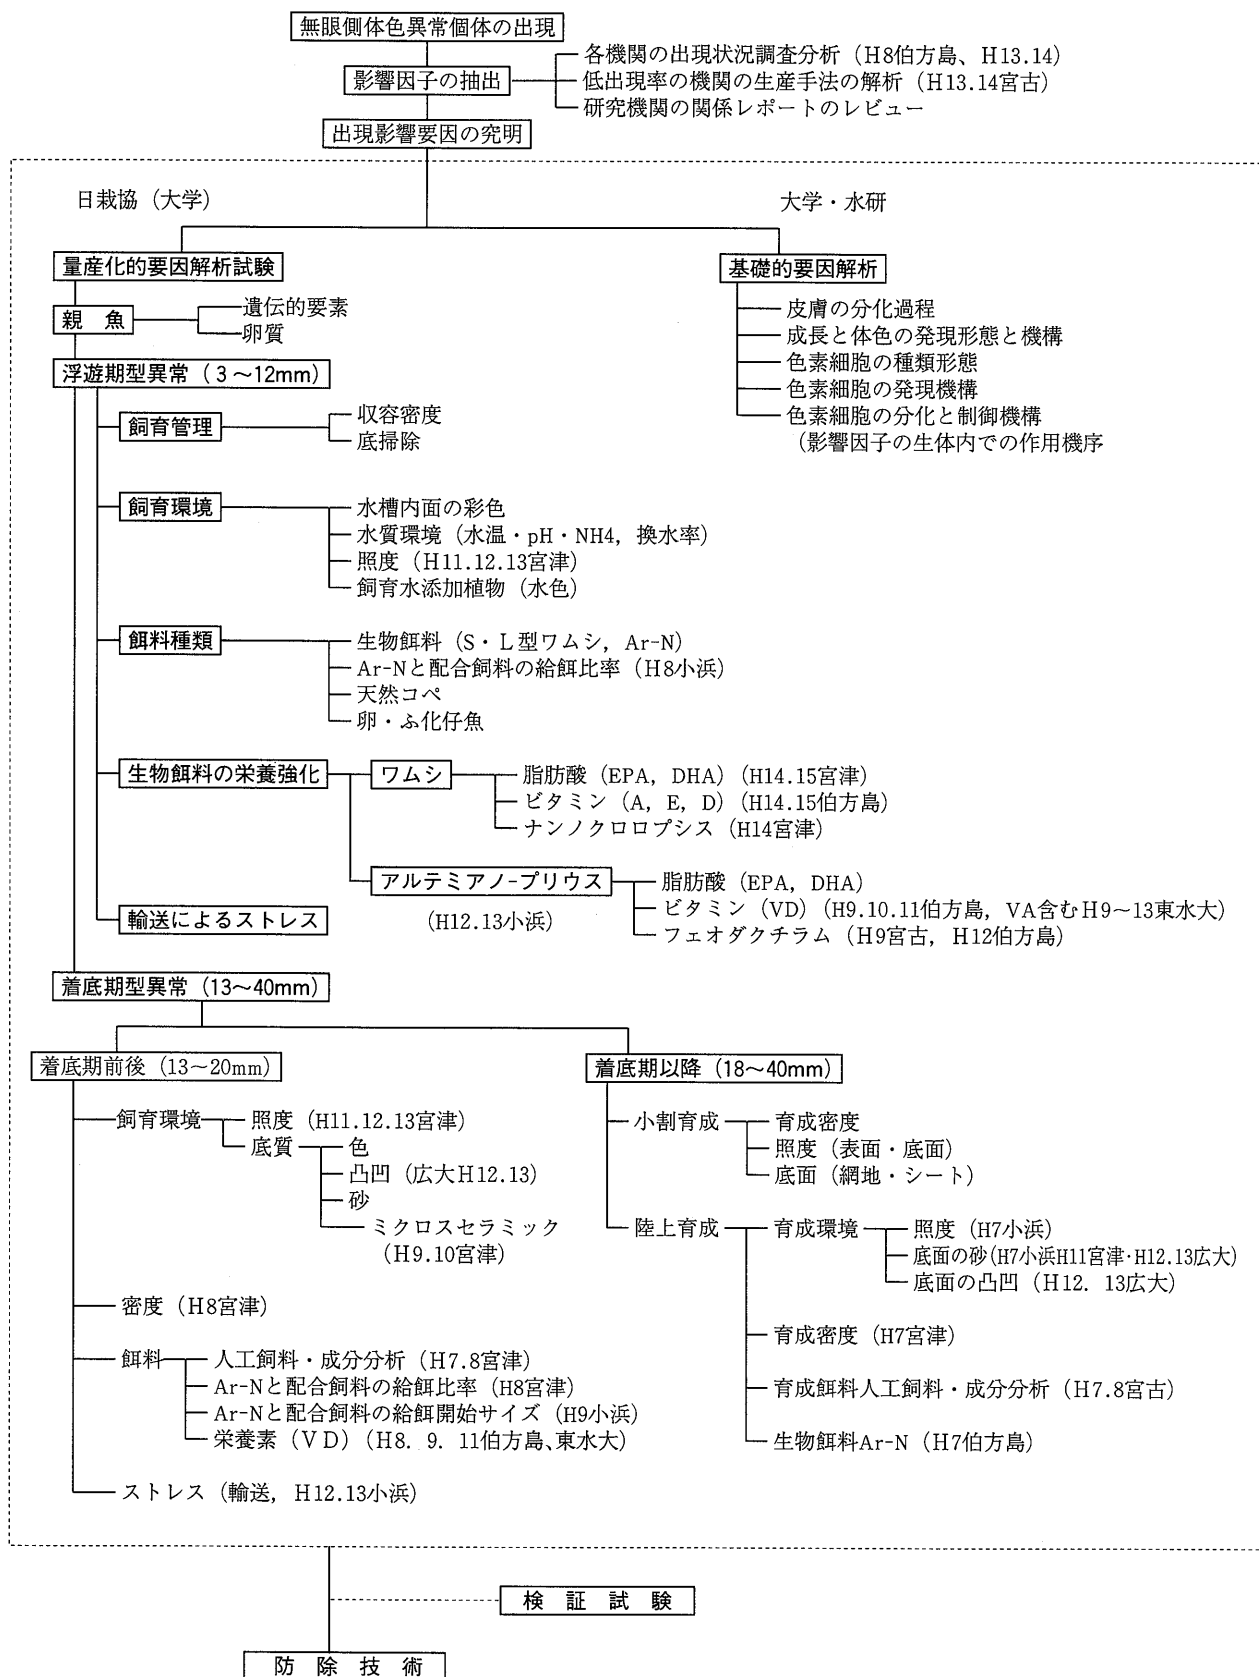 無眼側体色異常個体の出現
影響因子の抽出
各機関の出現状況調査分析（H8伯方島、H13.14）
低出現率の機関の生産手法の解析（H13.14宮古）
研究機関の関係レポートのレビュー
出現影響要因の究明
日栽協（大学）
大学・水研
量産化的要因解析試験
基礎的要因解析
皮膚の分化過程
成長と体色の発現形態と機構
色素細胞の種類形態
色素細胞の発現機構
色素細胞の分化と制御機構
（影響因子の生体内での作用機序
親　魚
遺伝的要素
卵質
浮遊期型異常（3～12mm）
飼育管理
収容密度
底掃除
飼育環境
水槽内面の彩色
水質環境（水温・pH・NH4，換水率）
照度（H11.12.13宮津）
飼育水添加植物（水色）
餌料種類
生物餌料（S・L型ワムシ，Ar-N）
Ar-Nと配合飼料の給餌比率（H8小浜）
天然コペ
卵・ふ化仔魚
生物餌料の栄養強化
ワムシ
脂肪酸（EPA，DHA）（H14.15宮津）
ビタミン（A，E，D）（H14.15伯方島）
ナンノクロロプシス（H14宮津）
アルテミアノ-プリウス
脂肪酸（EPA，DHA）
ビタミン（VD）（H9.10.11伯方島，VA含むH9～13東水大）
フェオダクチラム（H9宮古，H12伯方島）
輸送によるストレス
（H12.13小浜）
着底期型異常（13～40mm）
着底期前後（13～20mm）
飼育環境
照度（H11.12.13宮津）
底質
色
凸凹（広大H12.13）
砂
ミクロスセラミック
（H9.10宮津）
密度（H8宮津）
餌料
人工飼料・成分分析（H7.8宮津）
Ar-Nと配合飼料の給餌比率（H8宮津）
Ar-Nと配合飼料の給餌開始サイズ（H9小浜）
栄養素（VD）（H8. 9. 11伯方島、東水大）
ストレス（輸送，H12.13小浜）
着底期以降（18～40mm）
小割育成
育成密度
照度（表面・底面）
底面（網地・シート）
陸上育成
育成環境
照度（H7小浜）
底面の砂（H7小浜H11宮津･H12.13広大）
底面の凸凹（H12. 13広大）
育成密度（H7宮津）
育成餌料人工飼料・成分分析（H7.8宮古）
生物餌料Ar-N（H7伯方島）
検　証　試　験
防　除　技　術